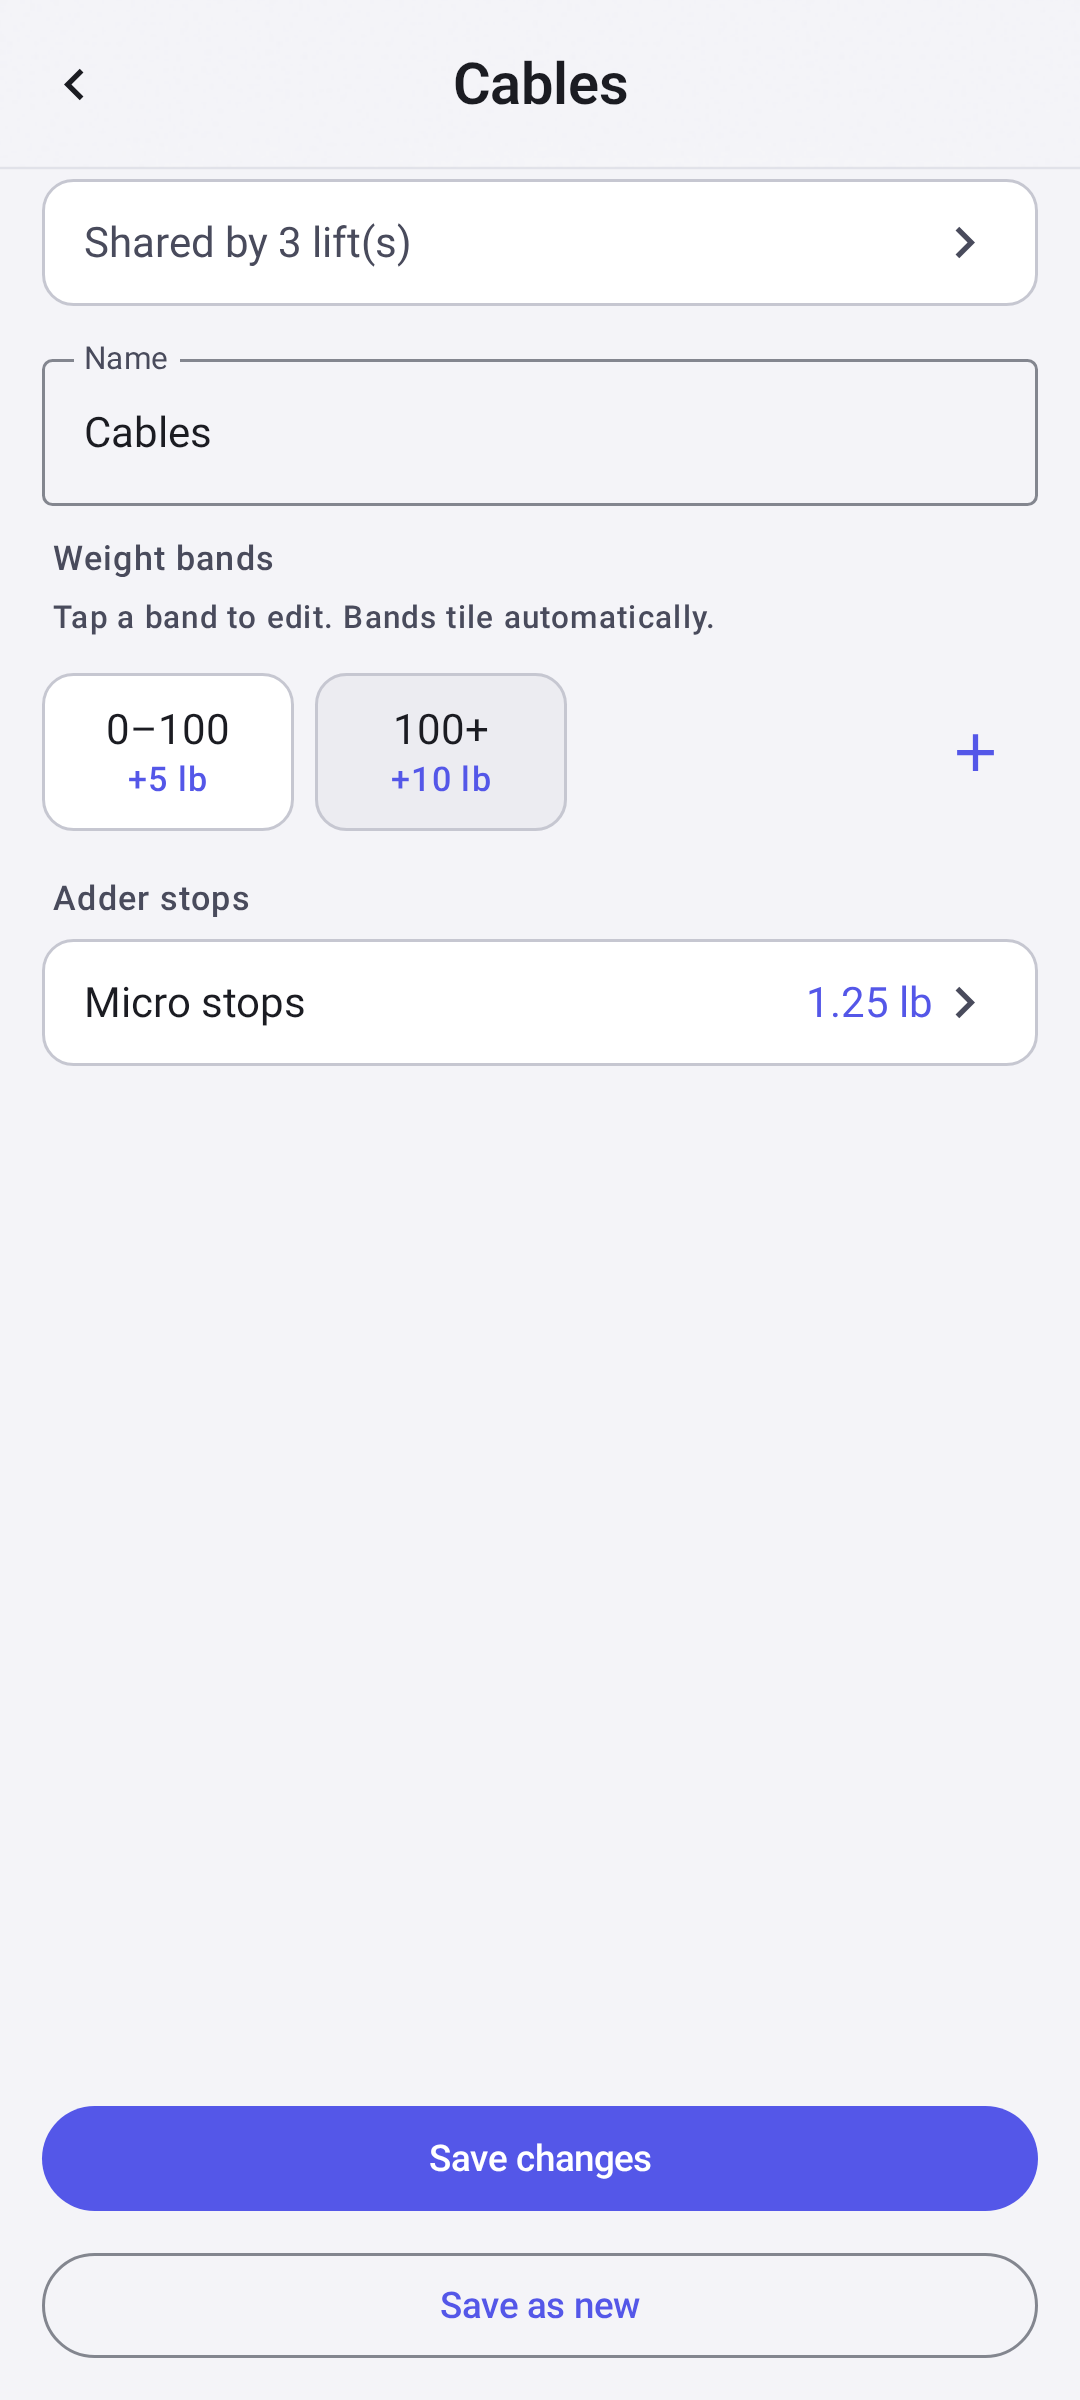 Cables
Shared by 3 lift(s)
Name
Cables
Weight bands
Tap a band to edit. Bands tile automatically.
0–100
+5 lb
100+
+10 lb
Adder stops
Micro stops 1.25 lb
Save changes
Save as new